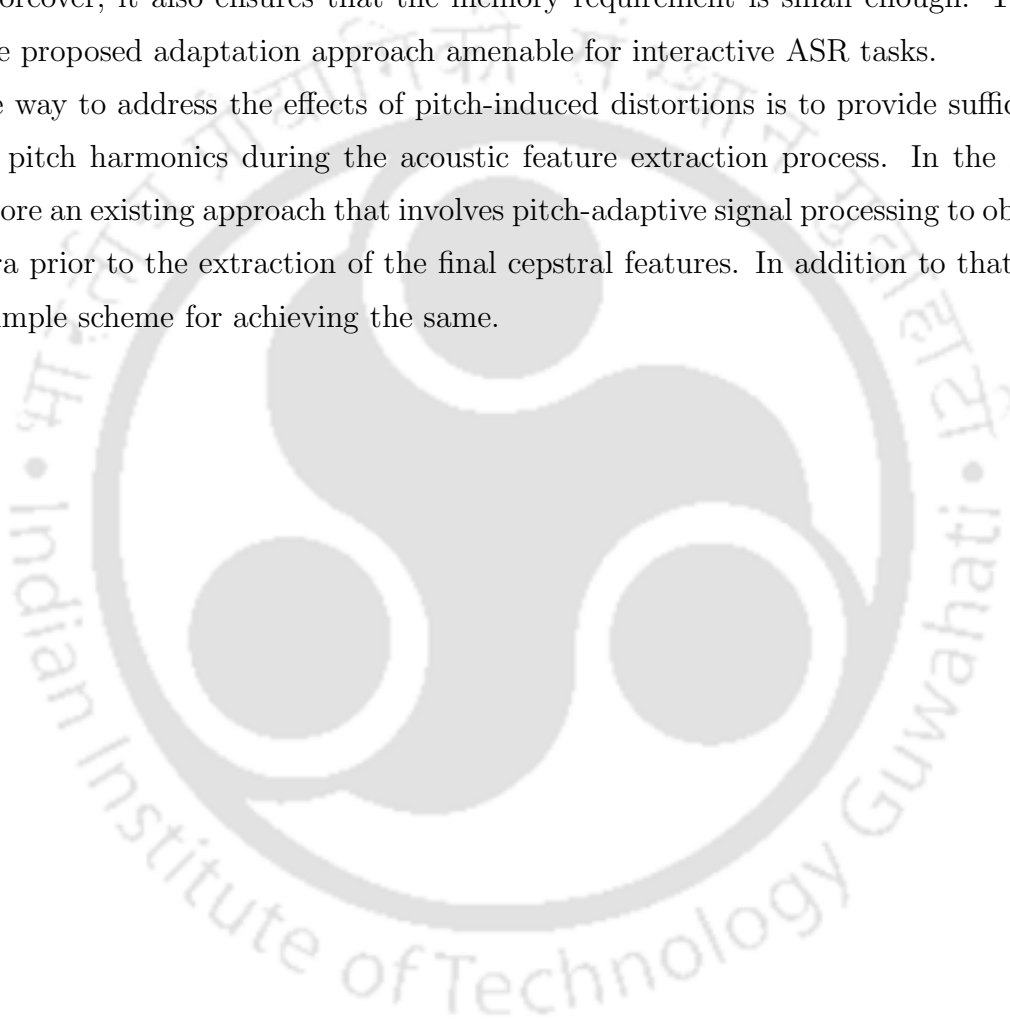 orcover, it also ensures that the memory requirement is small enough. T
e proposed adaptation approach amenable for interactive ASR tasks.
e way to address the effects of pitch-induced distortions is to provide suffic
pitch harmonics during the acoustic feature extraction process. In the
ore an existing approach that involves pitch-adaptive signal processing to ob
ra prior to the extraction of the final cepstral features. In addition to that
imple scheme for achieving the same.
Indian Institute of Technology Guwahati